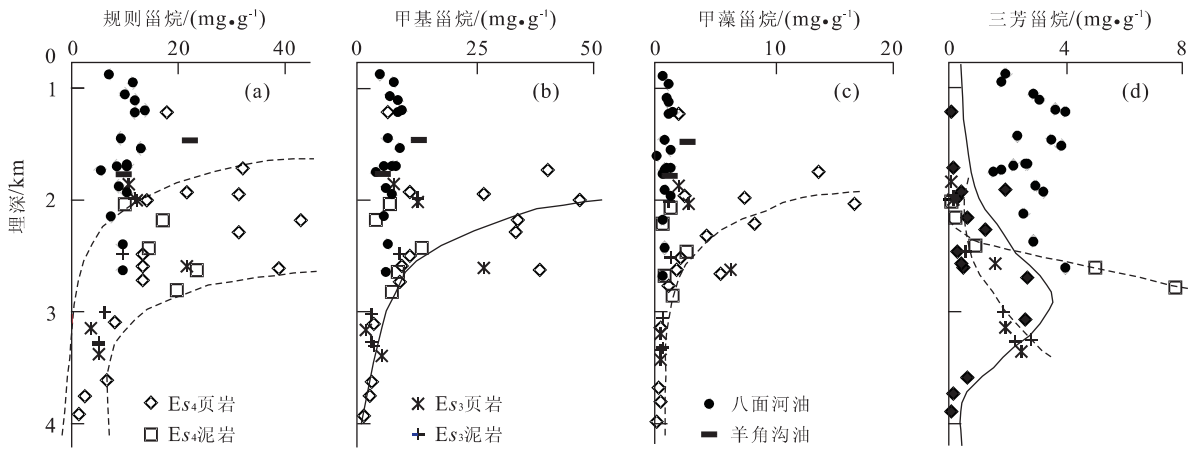 规则甾烷/(mg•g⁻¹) 甲基甾烷/(mg•g⁻¹) 甲藻甾烷/(mg•g⁻¹) 三芳甾烷/(mg•g⁻¹)
0 20 40 0 25 50 0 10 20 0 4 8
0
1
2
3
4
埋深/km
(a) (b) (c) (d)
Es₄页岩 Es₃页岩 八面河油
Es₄泥岩 Es₃泥岩 羊角沟油